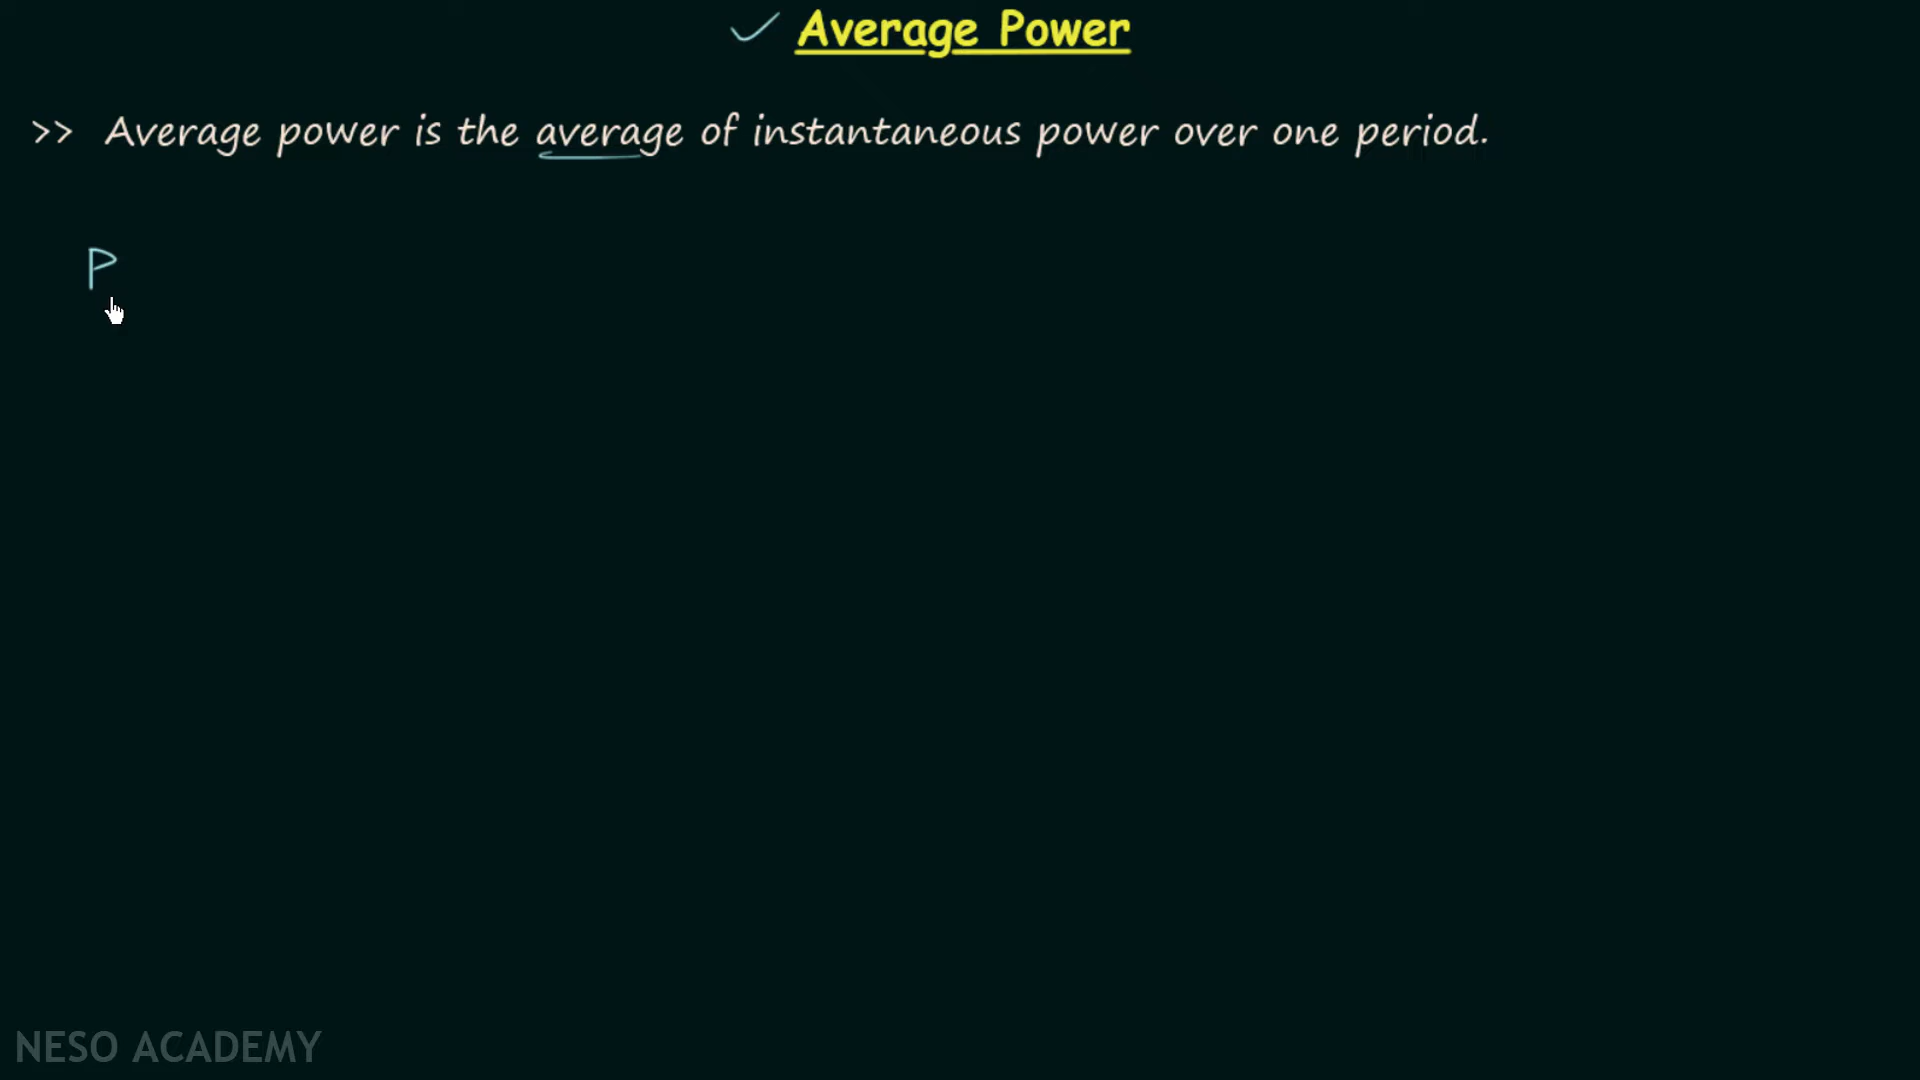 Average Power
>> Average power is the average of instantaneous power over one period.
P
NESO ACADEMY